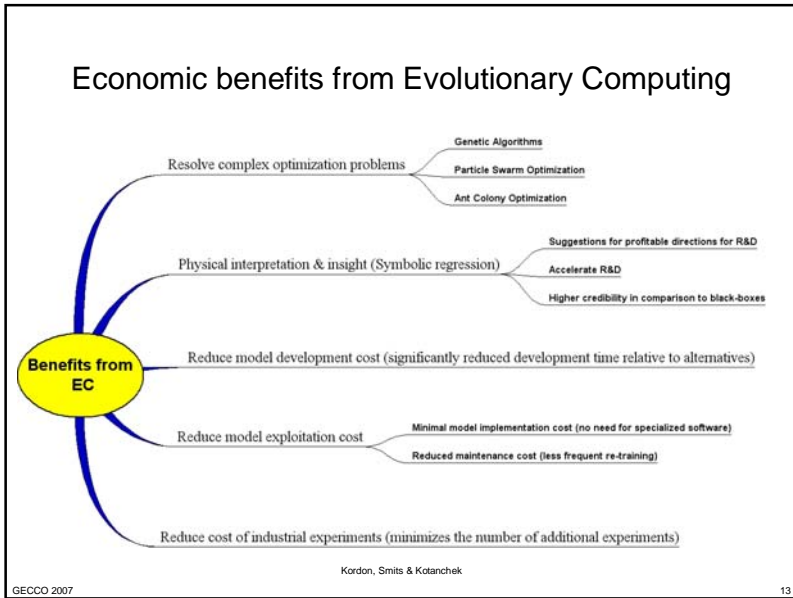 Economic benefits from Evolutionary Computing
Genetic Algorithms
Resolve complex optimization problems
Particle Swarm Optimization
Ant Colony Optimization
Suggestions for profitable directions for R&D
Physical interpretation & insight (Symbolic regression)
Accelerate R&D
Higher credibility in comparison to black-boxes
Benefits from
EC
Reduce model development cost (significantly reduced development time relative to alternatives)
Reduce model exploitation cost
Minimal model implementation cost (no need for specialized software)
Reduced maintenance cost (less frequent re-training)
Reduce cost of industrial experiments (minimizes the number of additional experiments)
Kordon, Smits & Kotanchek
GECCO 2007
13